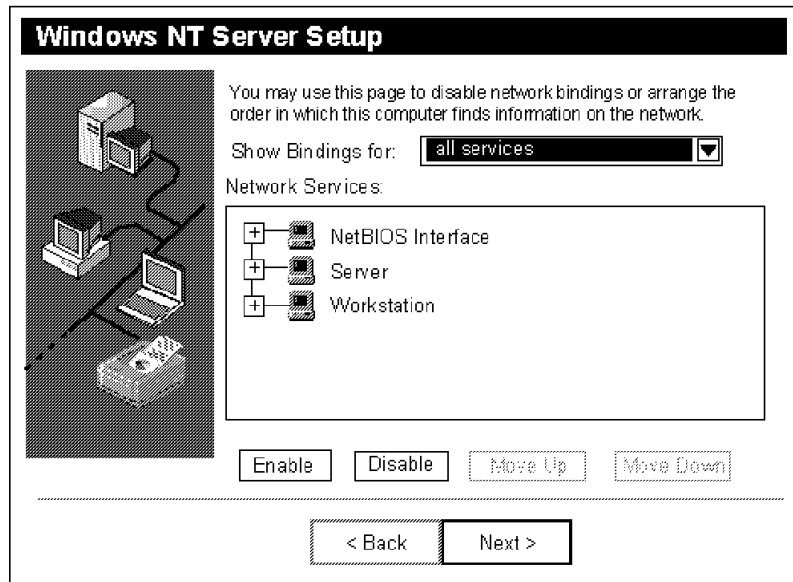 Windows NT Server Setup
You may use this page to disable network bindings or arrange the
order in which this computer finds information on the network.
Show Bindings for: all services
Network Services:
NetBIOS Interface
Server
Workstation
Enable Disable Move Up Move Down
< Back Next >